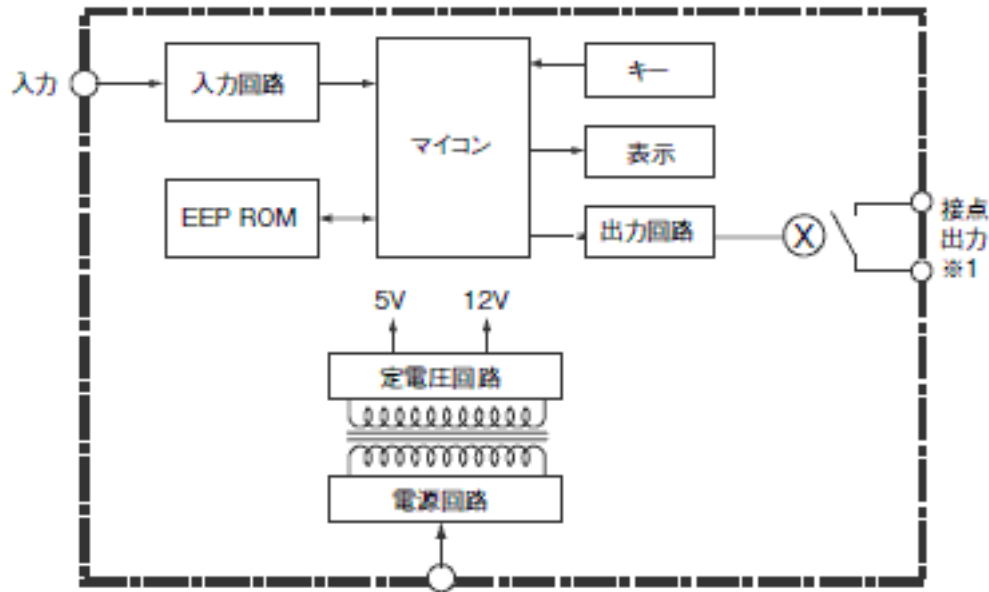 入力
入力回路
マイコン
キー
表示
EEP ROM
出力回路
X
接点
出力
※1
5V
12V
定電圧回路
電源回路